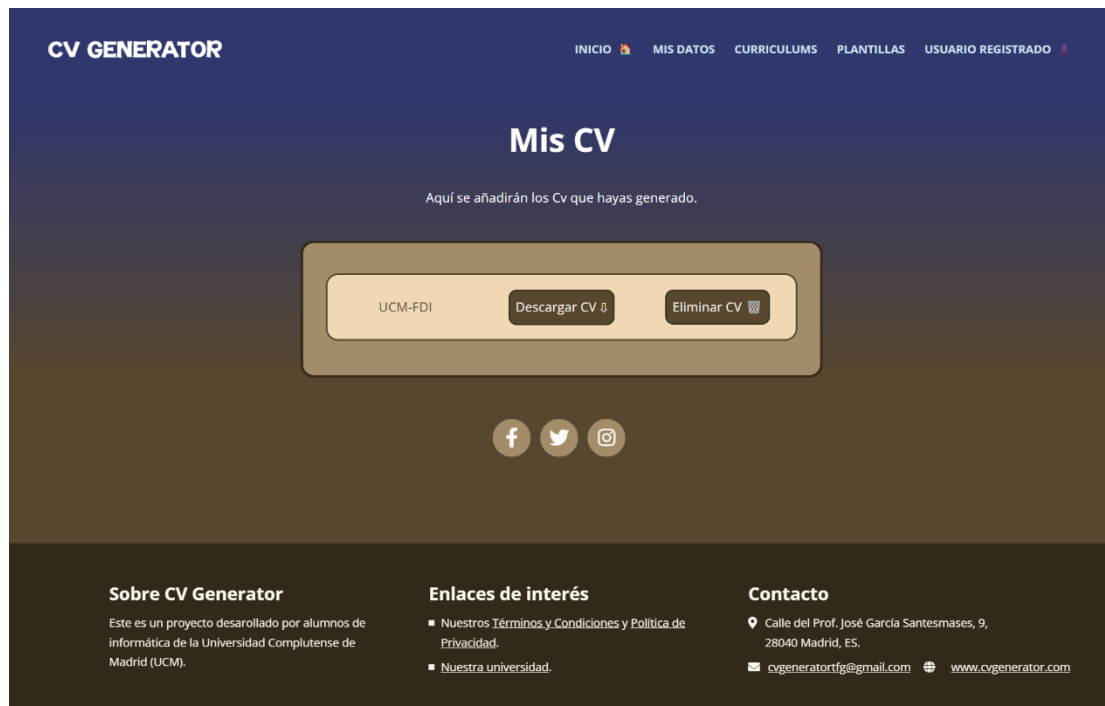 CV GENERATOR
INICIO MIS DATOS CURRICULUMS PLANTILLAS USUARIO REGISTRADO
Mis CV
Aquí se añadirán los Cv que hayas generado.
UCM-FDI Descargar CV ⇩ Eliminar CV
Sobre CV Generator
Este es un proyecto desarollado por alumnos de
informática de la Universidad Complutense de
Madrid (UCM).
Enlaces de interés
Nuestros Términos y Condiciones y Política de
Privacidad.
Nuestra universidad.
Contacto
Calle del Prof. José García Santesmases, 9,
28040 Madrid, ES.
cvgeneratortfg@gmail.com www.cvgenerator.com